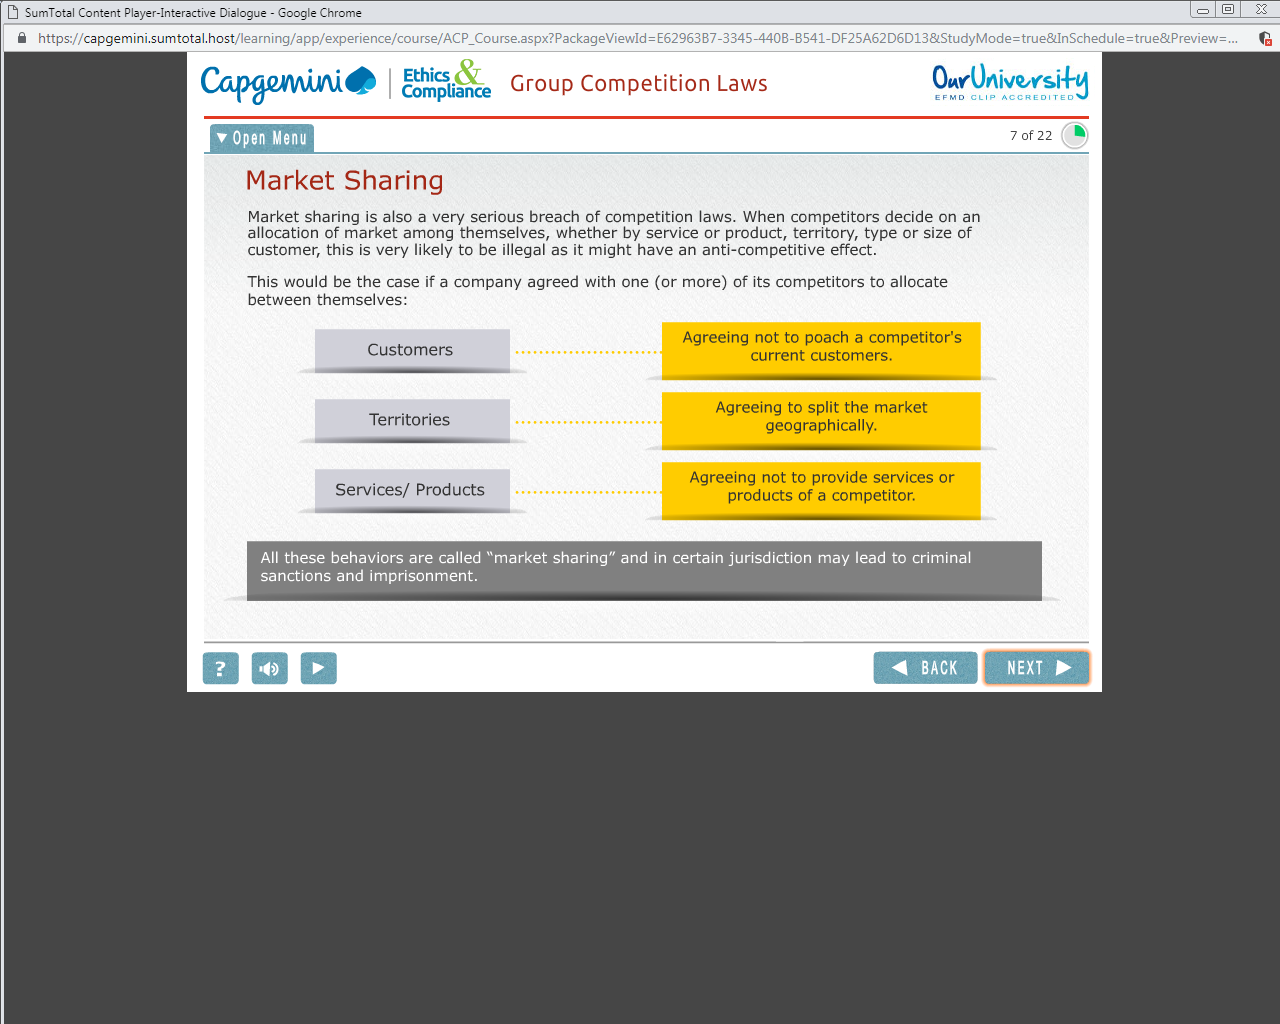 SumTotal Content Player-Interactive Dialogue - Google Chrome
https://capgemini.sumtotal.host/learning/app/experience/course/ACP_Course.aspx?PackageViewId=E62963B7-3345-440B-B541-DF25A62D6D13&StudyMode=true&InSchedule=true&Preview=...
Capgemini
Ethics &
Compliance
Group Competition Laws
OurUniversity
EFMD CLIP ACCREDITED
Open Menu
7 of 22
Market Sharing
Market sharing is also a very serious breach of competition laws. When competitors decide on an
allocation of market among themselves, whether by service or product, territory, type or size of
customer, this is very likely to be illegal as it might have an anti-competitive effect.
This would be the case if a company agreed with one (or more) of its competitors to allocate
between themselves:
Customers
Agreeing not to poach a competitor's
current customers.
Territories
Agreeing to split the market
geographically.
Services/ Products
Agreeing not to provide services or
products of a competitor.
All these behaviors are called “market sharing” and in certain jurisdiction may lead to criminal
sanctions and imprisonment.
?
BACK
NEXT